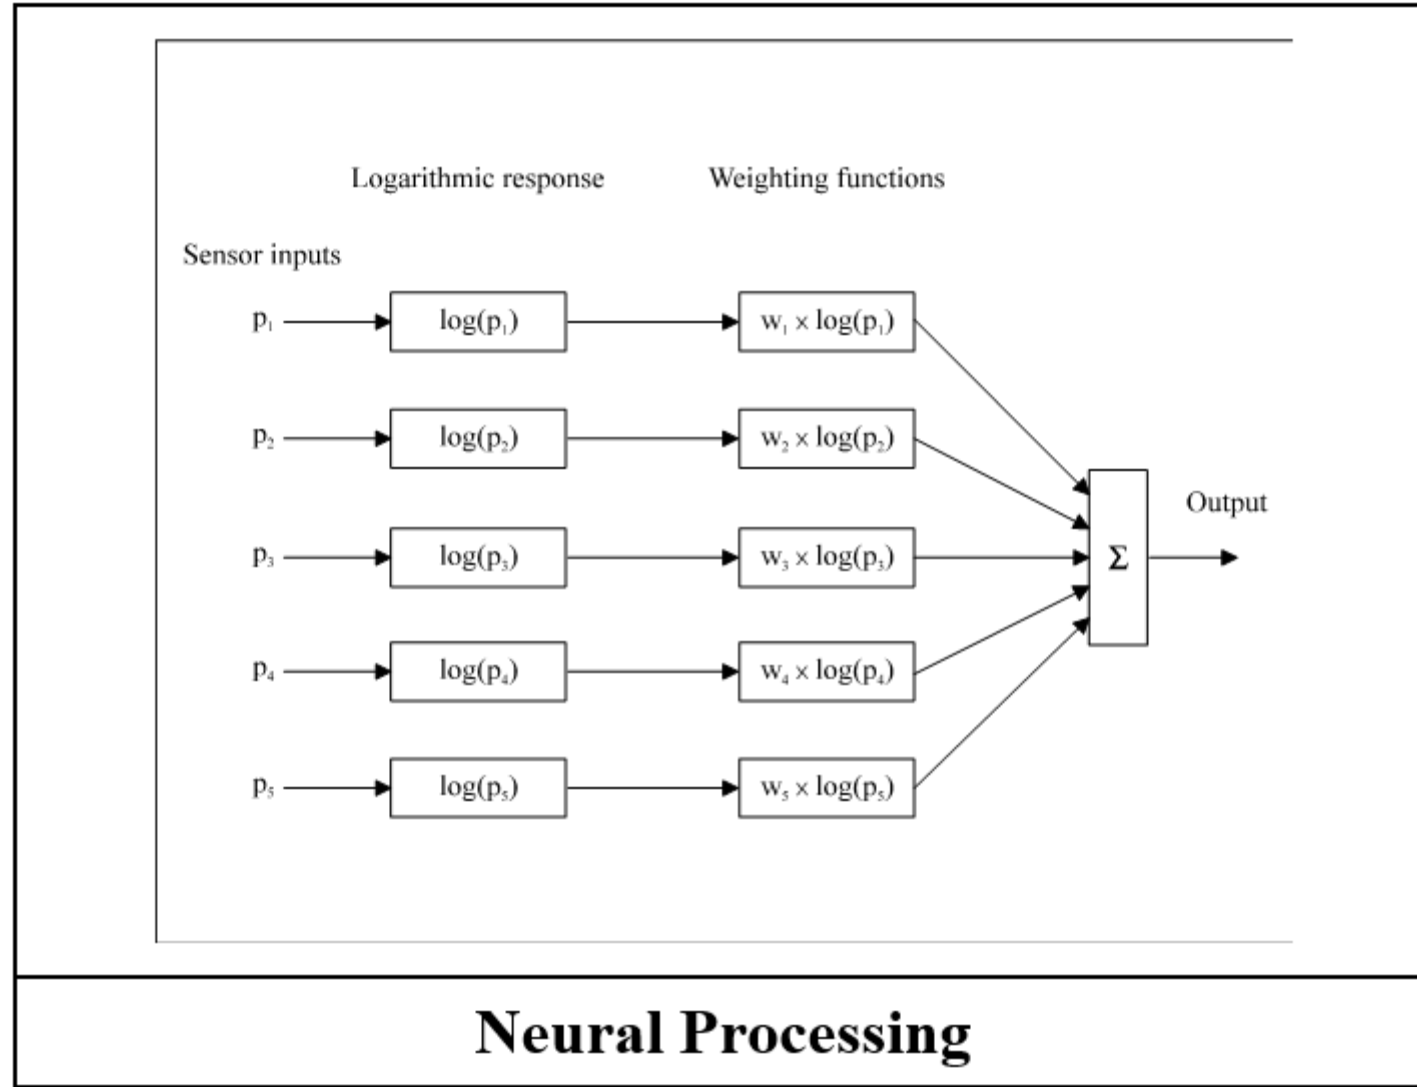 Logarithmic response Weighting functions
Sensor inputs
p₁ log(p₁) w₁ × log(p₁)
p₂ log(p₂) w₂ × log(p₂)
Output
p₃ log(p₃) w₃ × log(p₃) Σ
p₄ log(p₄) w₄ × log(p₄)
p₅ log(p₅) w₅ × log(p₅)
Neural Processing